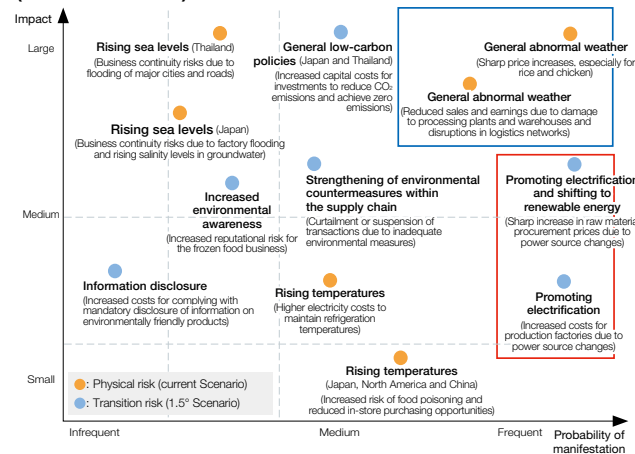 Impact
Large
Rising sea levels (Thailand)
(Business continuity risks due to
flooding of major cities and roads)
General low-carbon
policies (Japan and Thailand)
(Increased capital costs for
investments to reduce CO₂
emissions and achieve zero
emissions)
General abnormal weather
(Sharp price increases, especially for
rice and chicken)
General abnormal weather
(Reduced sales and earnings due to damage
to processing plants and warehouses and
disruptions in logistics networks)
Rising sea levels (Japan)
(Business continuity risks due to factory flooding
and rising salinity levels in groundwater)
Medium
Increased
environmental
awareness
(Increased reputational risk for
the frozen food business)
Strengthening of environmental
countermeasures within
the supply chain
(Curtailment or suspension of
transactions due to inadequate
environmental measures)
Promoting electrification
and shifting to
renewable energy
(Sharp increase in raw material
procurement prices due to
power source changes)
Information disclosure
(Increased costs for complying with
mandatory disclosure of information on
environmentally friendly products)
Rising temperatures
(Higher electricity costs to
maintain refrigeration
temperatures)
Promoting
electrification
(Increased costs for
production factories due to
power source changes)
Small
Rising temperatures
(Japan, North America and China)
(Increased risk of food poisoning and
reduced in-store purchasing opportunities)
: Physical risk (current Scenario)
: Transition risk (1.5° Scenario)
Infrequent
Medium
Frequent
Probability of
manifestation